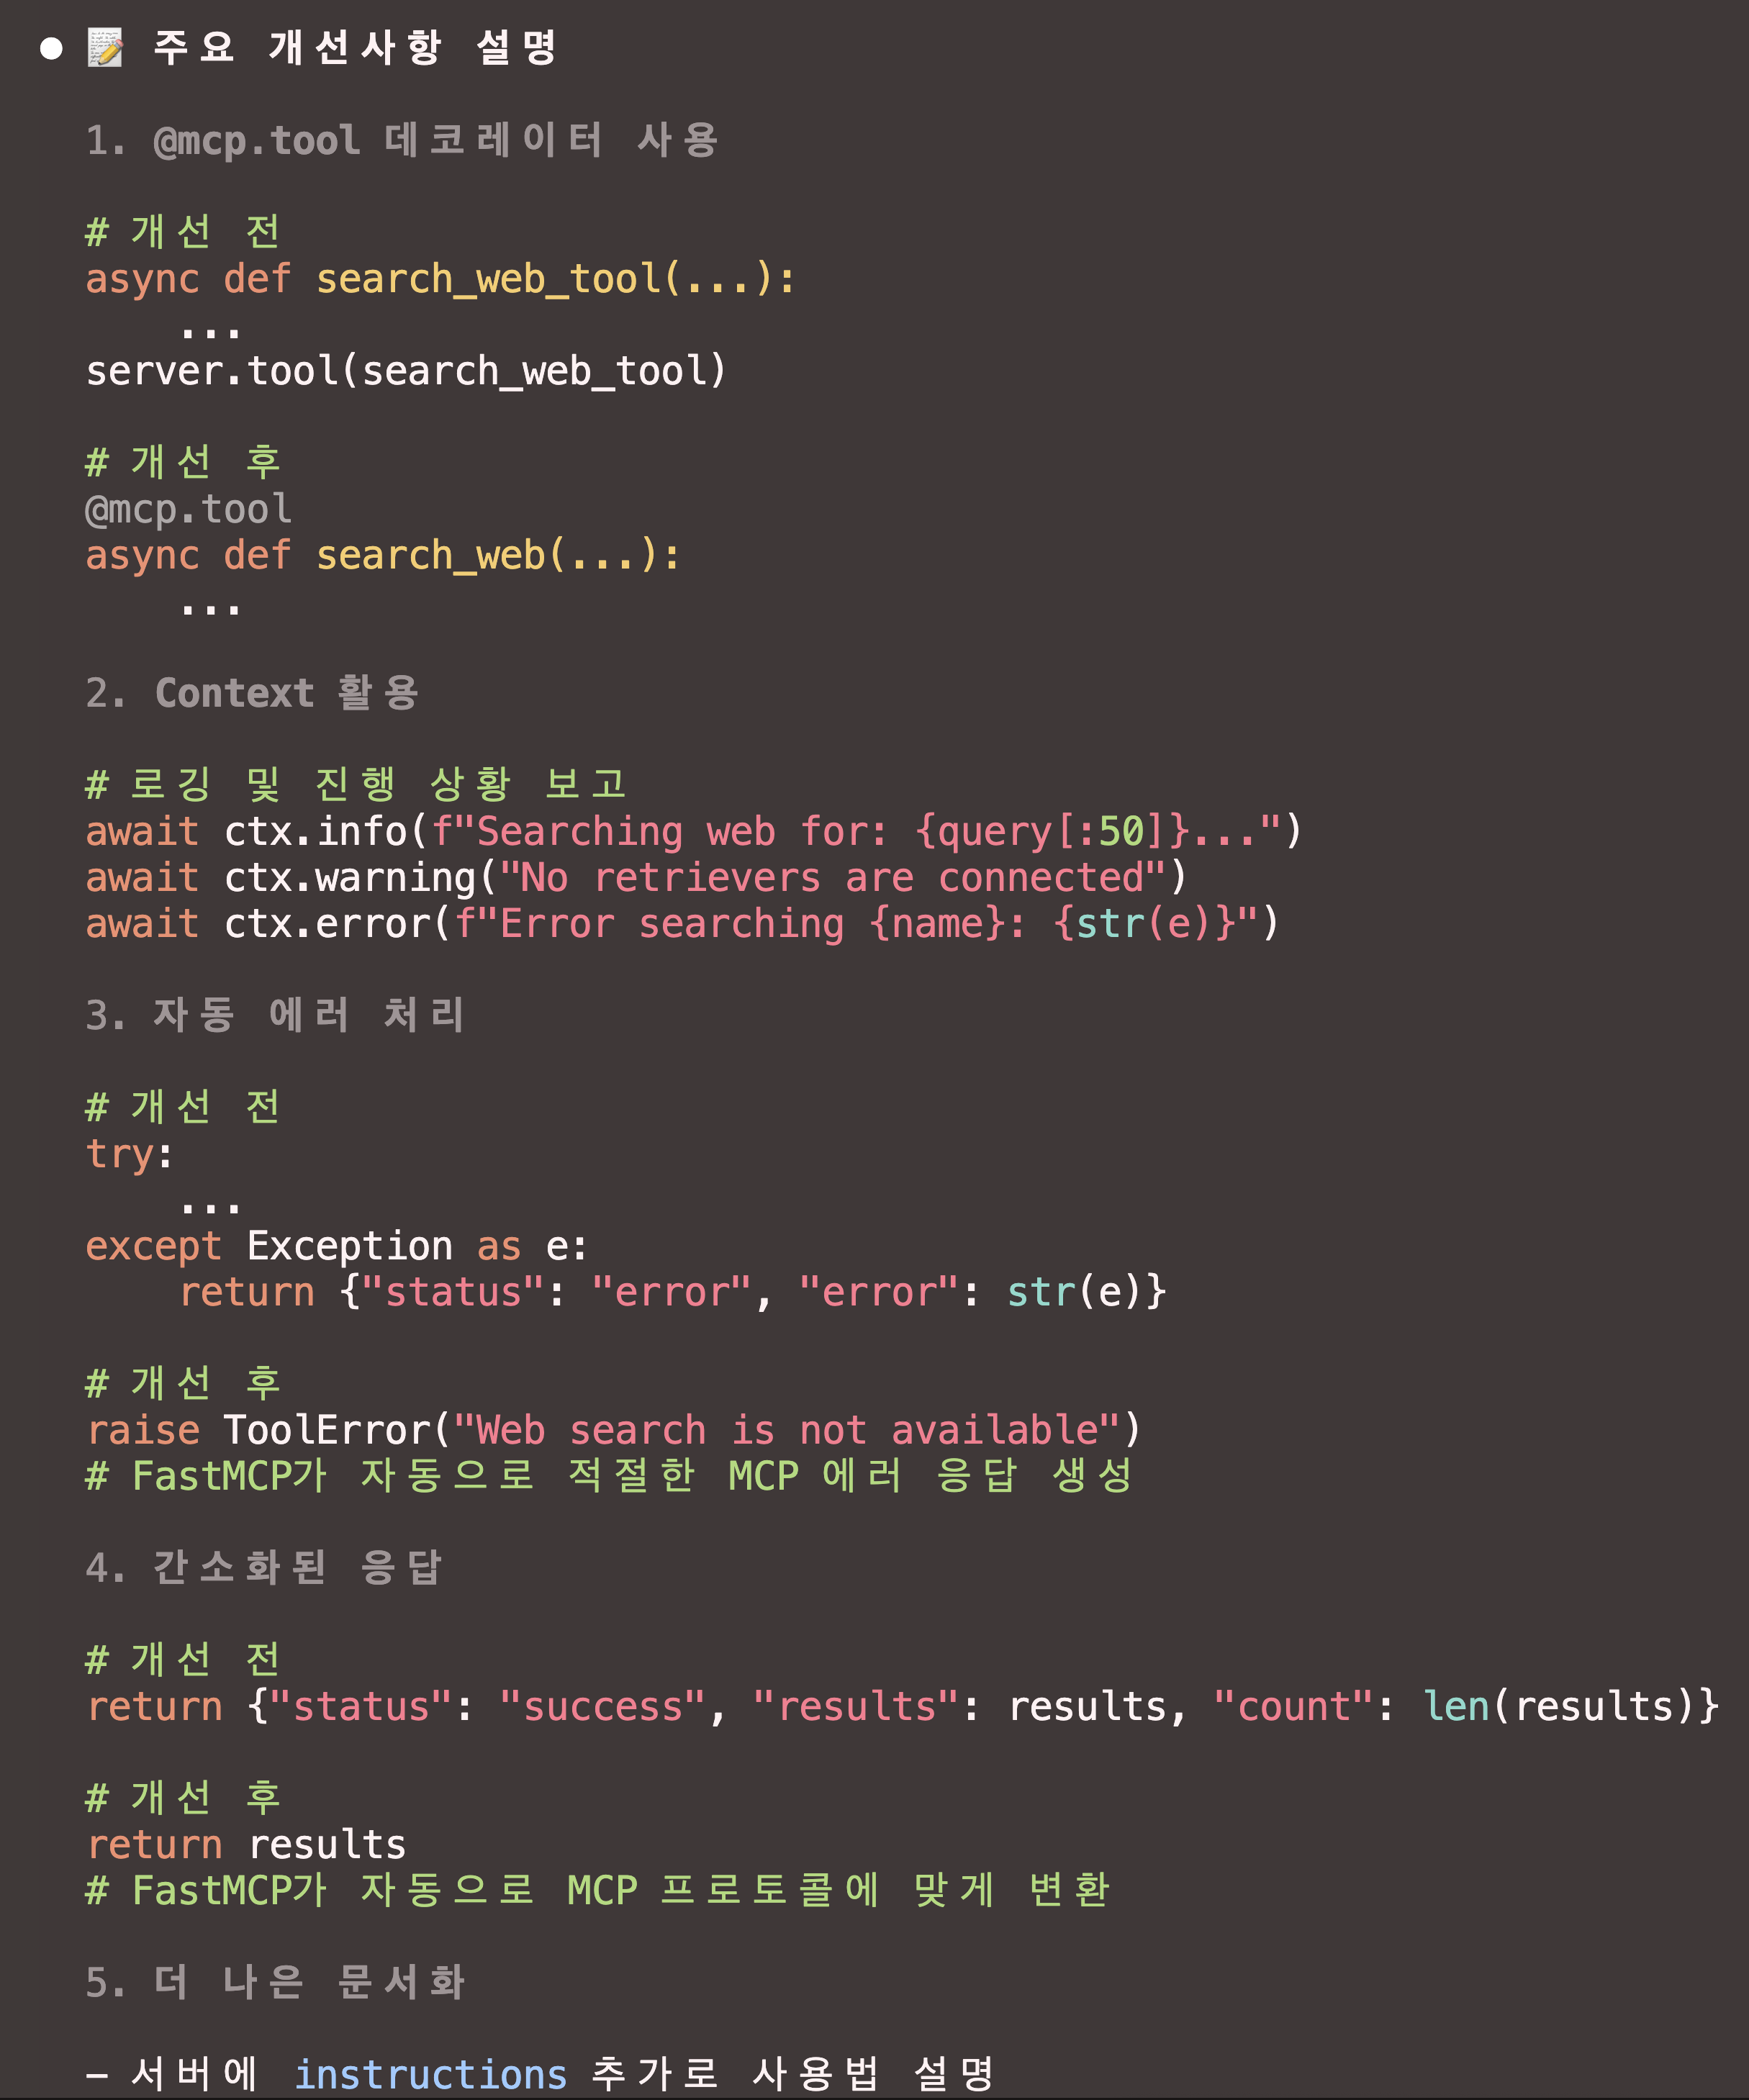 ● 📝 주요 개선사항 설명
1. @mcp.tool 데코레이터 사용
# 개선 전
async def search_web_tool(...):
...
server.tool(search_web_tool)
# 개선 후
@mcp.tool
async def search_web(...):
...
2. Context 활용
# 로깅 및 진행 상황 보고
await ctx.info(f"Searching web for: {query[:50]}...")
await ctx.warning("No retrievers are connected")
await ctx.error(f"Error searching {name}: {str(e)}")
3. 자동 에러 처리
# 개선 전
try:
...
except Exception as e:
return {"status": "error", "error": str(e)}
# 개선 후
raise ToolError("Web search is not available")
# FastMCP가 자동으로 적절한 MCP 에러 응답 생성
4. 간소화된 응답
# 개선 전
return {"status": "success", "results": results, "count": len(results)}
# 개선 후
return results
# FastMCP가 자동으로 MCP 프로토콜에 맞게 변환
5. 더 나은 문서화
– 서버에 instructions 추가로 사용법 설명